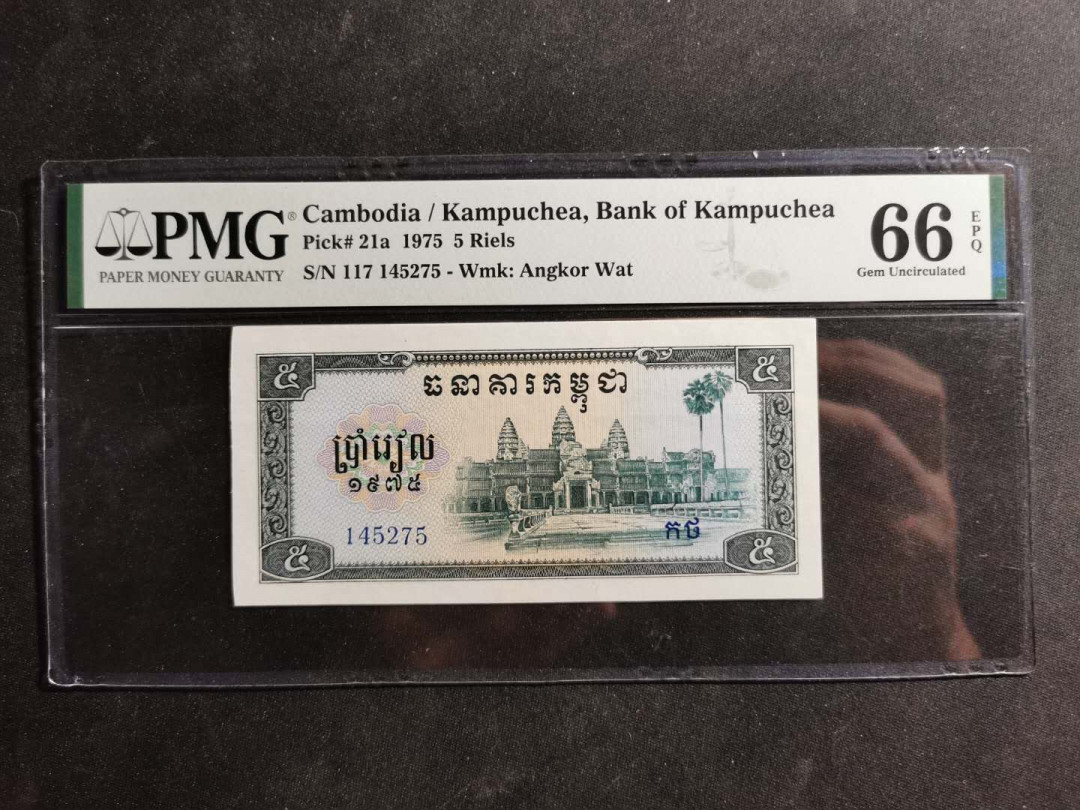 PMG®
PAPER MONEY GUARANTY
Cambodia / Kampuchea, Bank of Kampuchea
Pick# 21a 1975 5 Riels
S/N 117 145275 - Wmk: Angkor Wat
66
EPQ
Gem Uncirculated
៥ ៥
ធនាគារកម្ពុជា
ប្រាំរៀល
១៩៧៥
145275
កថ
៥ ៥